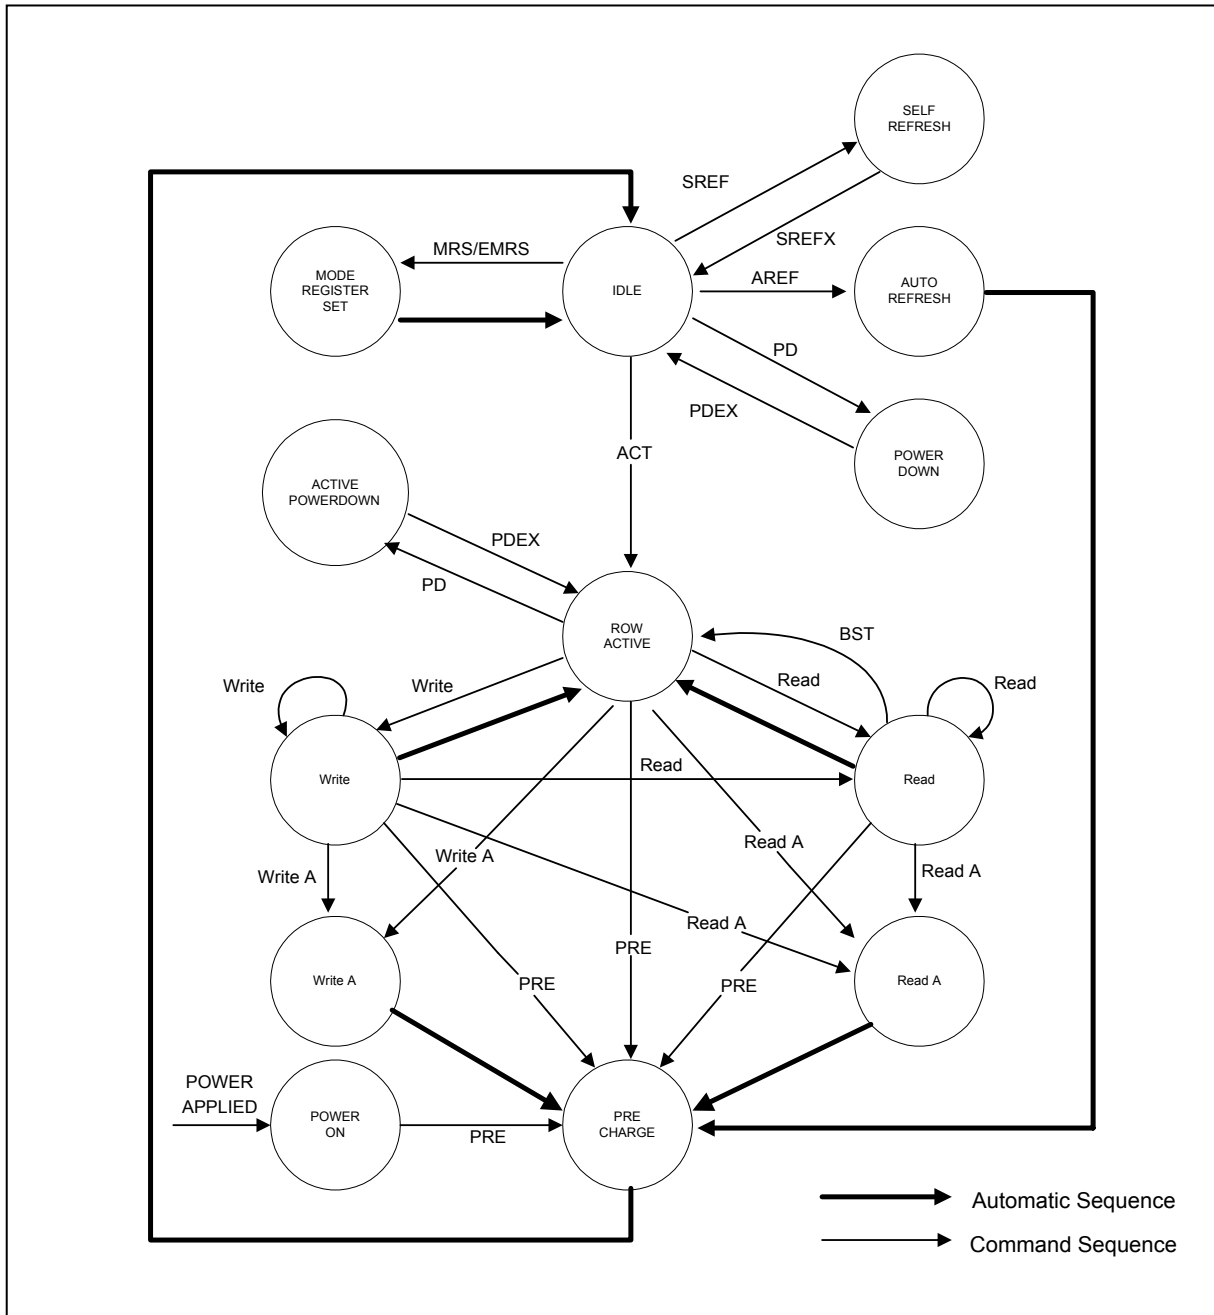 SELF
REFRESH
SREF
SREFX
MRS/EMRS
MODE
REGISTER
SET
IDLE
AREF
AUTO
REFRESH
PD
PDEX
POWER
DOWN
ACT
ACTIVE
POWERDOWN
PDEX
PD
ROW
ACTIVE
BST
Write
Write
Read
Read
Write
Read
Read
Write A
Write A
Read A
Read A
Read A
PRE
PRE
PRE
Write A
Read A
POWER
APPLIED
POWER
ON
PRE
PRE
CHARGE
Automatic Sequence
Command Sequence